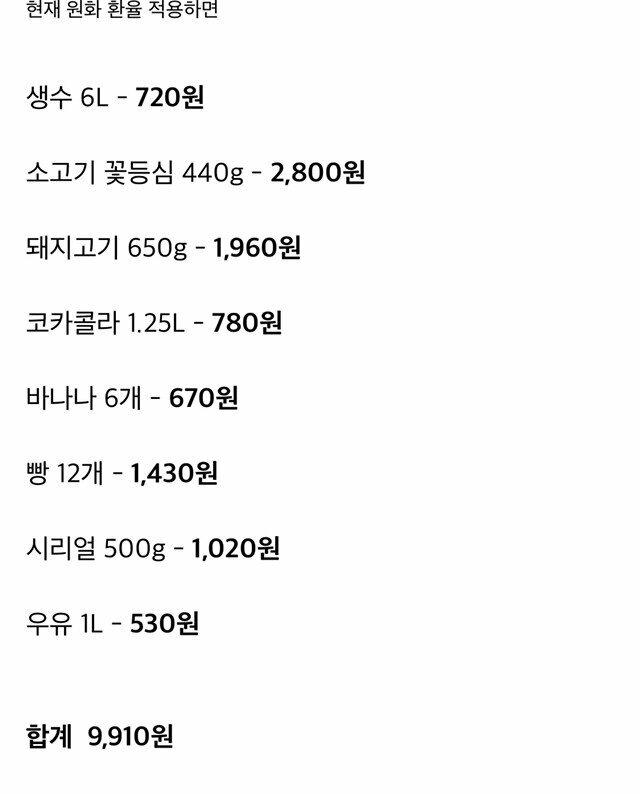 현재 원화 환율 적용하면
생수 6L - 720원
소고기 꽃등심 440g - 2,800원
돼지고기 650g - 1,960원
코카콜라 1.25L - 780원
바나나 6개 - 670원
빵 12개 - 1,430원
시리얼 500g - 1,020원
우유 1L - 530원
합계 9,910원